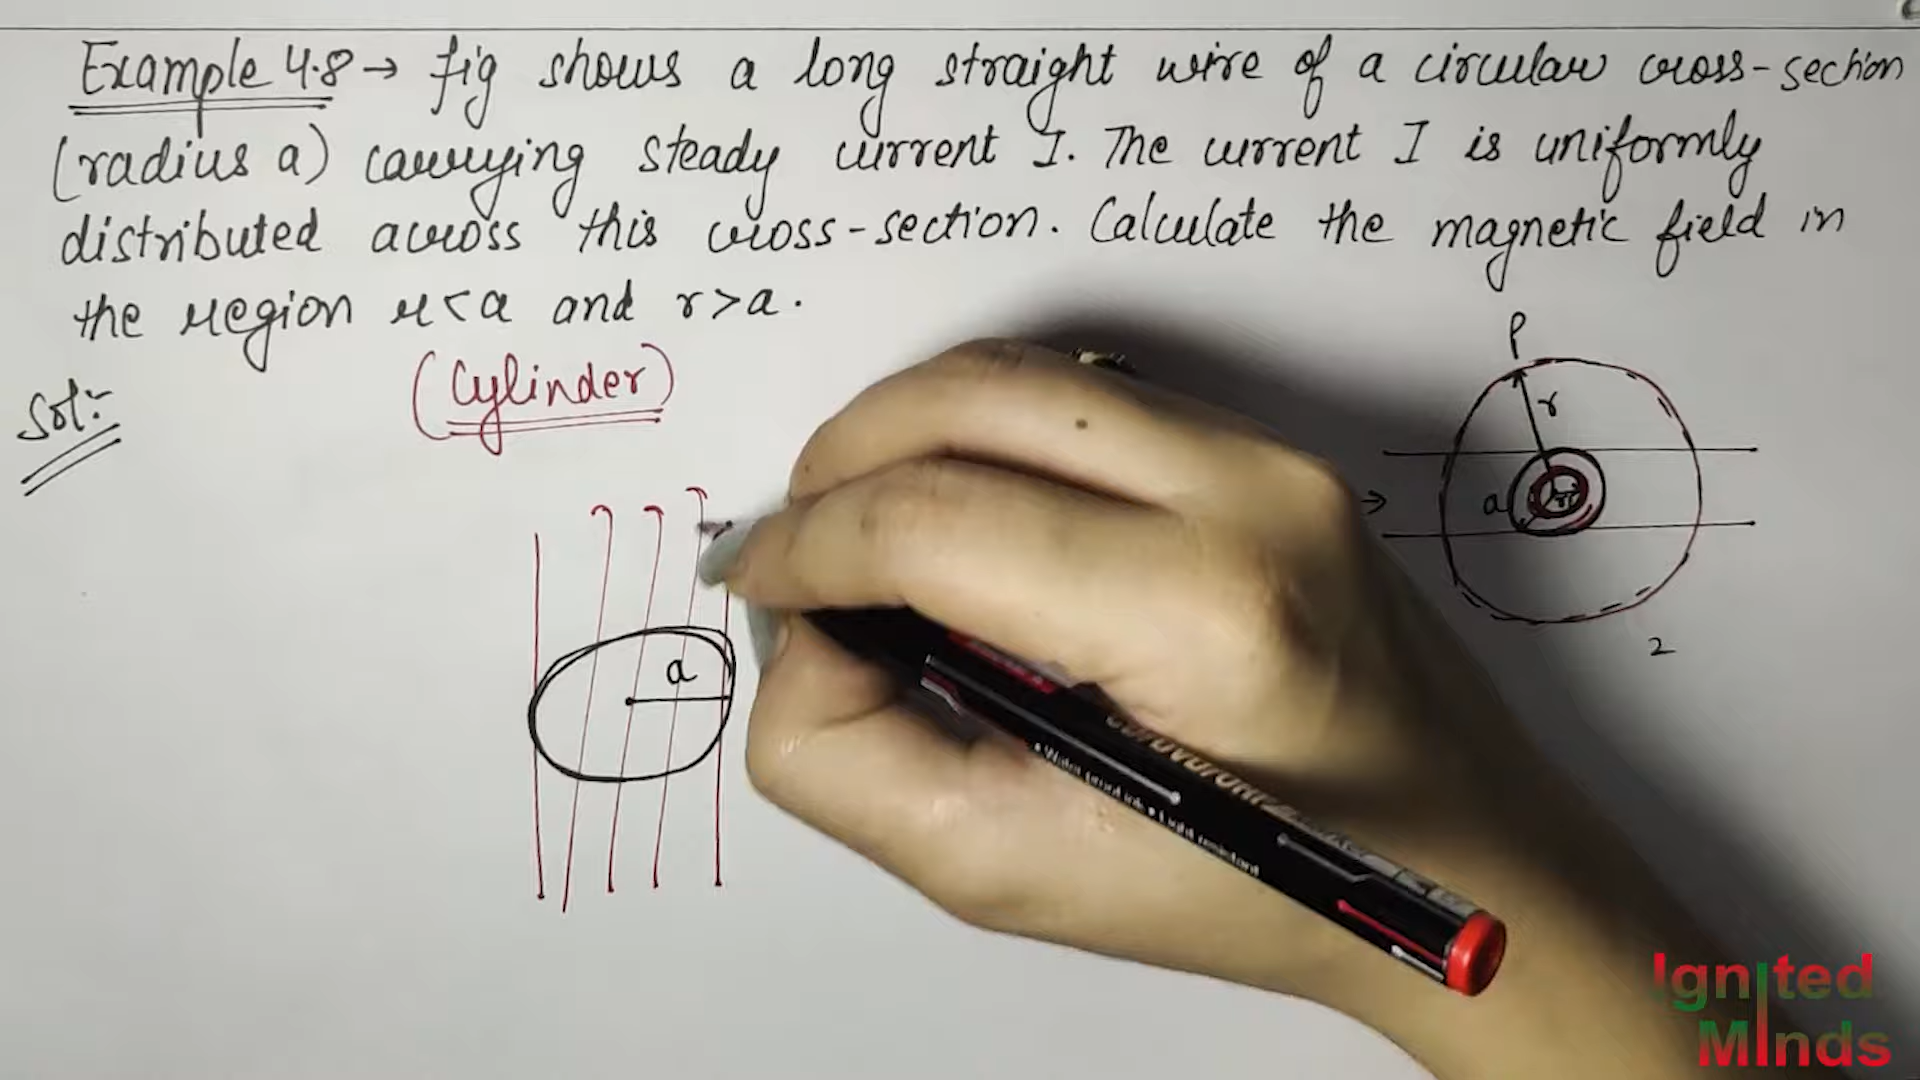 Example 4.8 → fig shows a long straight wire of a circular cross-section
(radius a) carrying steady current I. The current I is uniformly
distributed across this cross-section. Calculate the magnetic field in
the region r<a and r>a.
Sol:-
(Cylinder)
P
r
a
a
2
Ignited
Minds